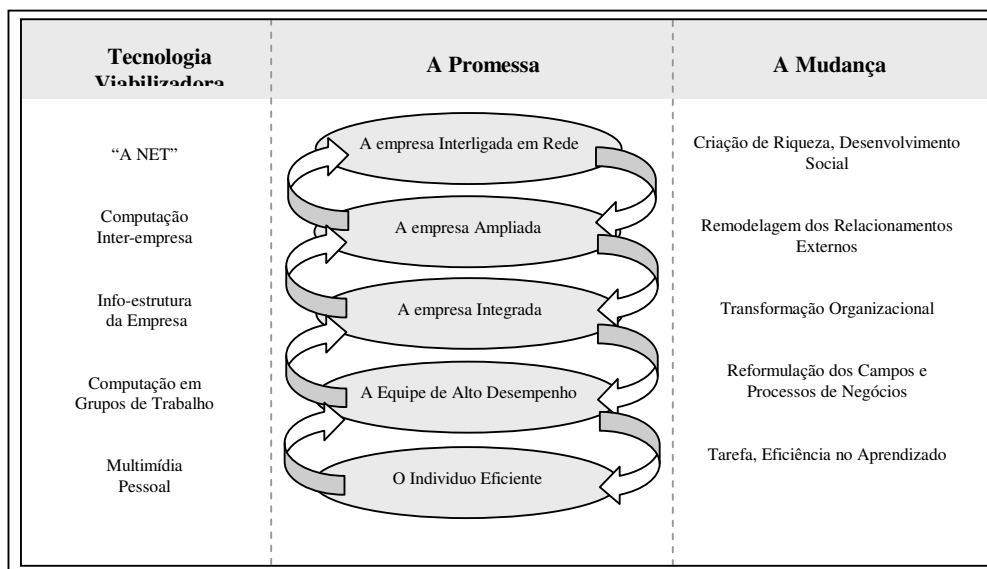 Tecnologia
Viabilizadora
A Promessa
A Mudança
“A NET”
A empresa Interligada em Rede
Criação de Riqueza, Desenvolvimento
Social
Computação
Inter-empresa
A empresa Ampliada
Remodelagem dos Relacionamentos
Externos
Info-estrutura
da Empresa
A empresa Integrada
Transformação Organizacional
Computação em
Grupos de Trabalho
A Equipe de Alto Desempenho
Reformulação dos Campos e
Processos de Negócios
Multimídia
Pessoal
O Individuo Eficiente
Tarefa, Eficiência no Aprendizado